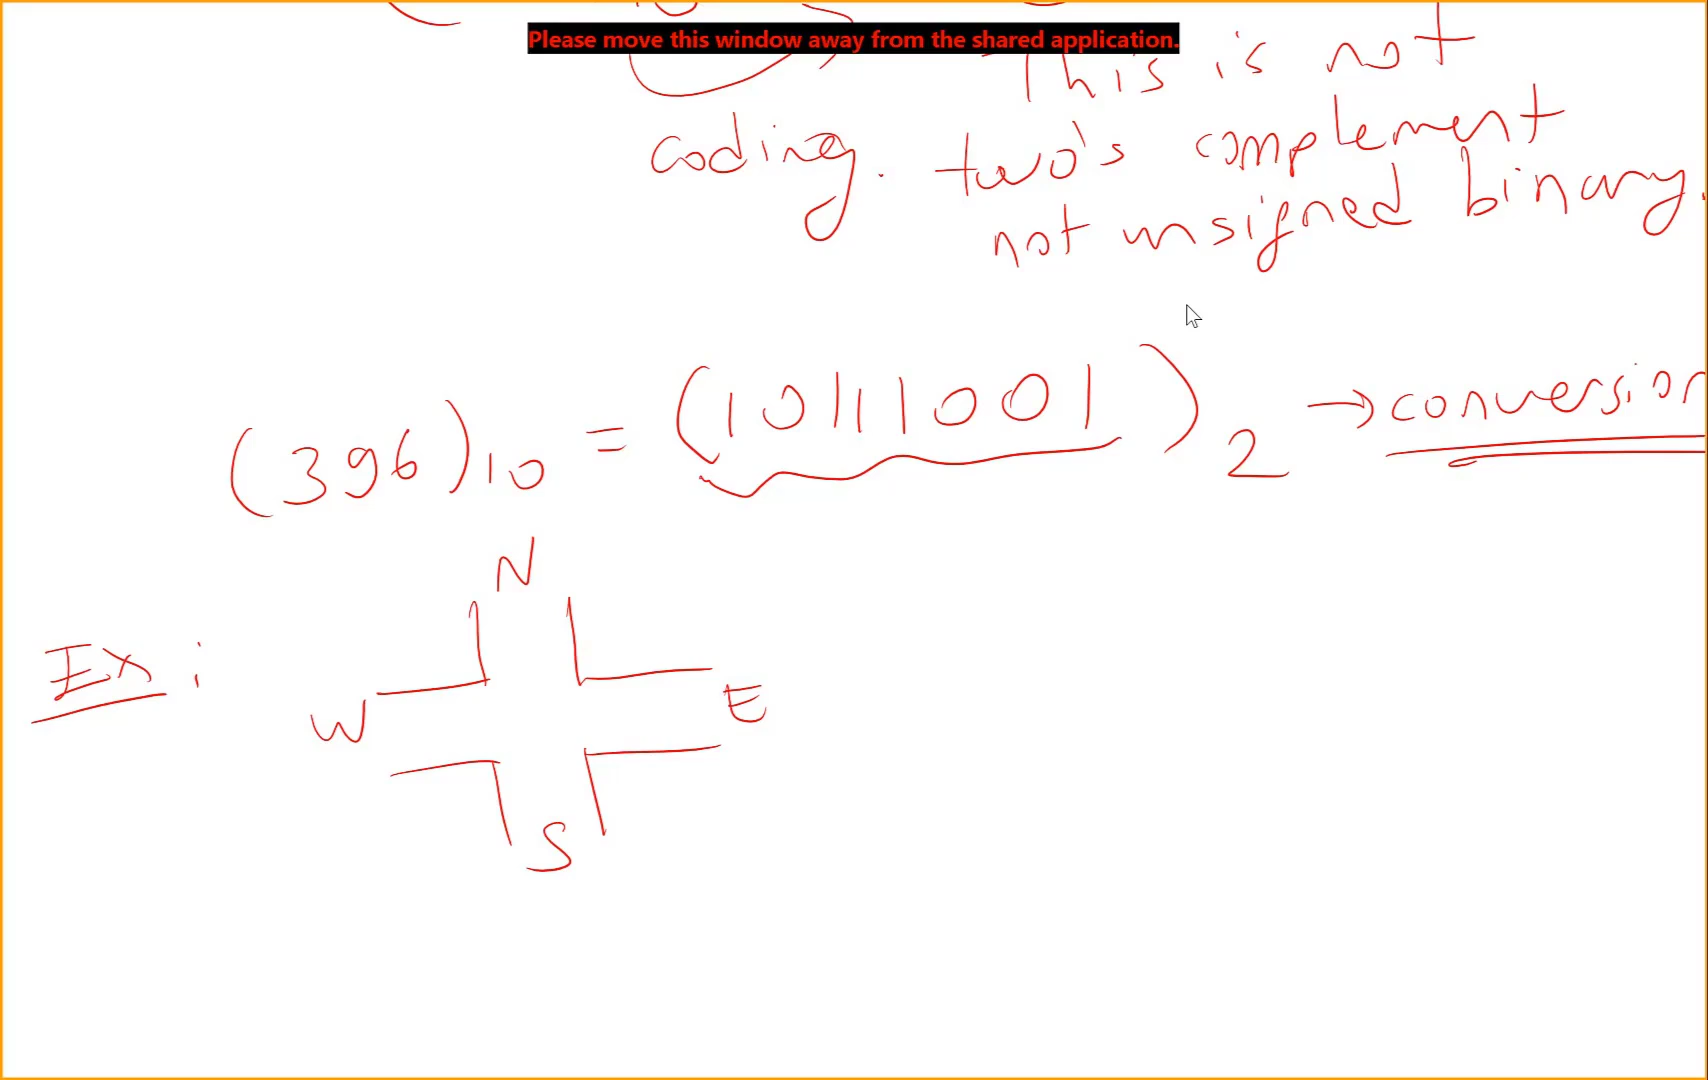 Please move this window away from the shared application.
This is not
coding. two's complement
not unsigned binary.
(396)10 = (10111001)2 → conversion
N
Ex:
W E
S